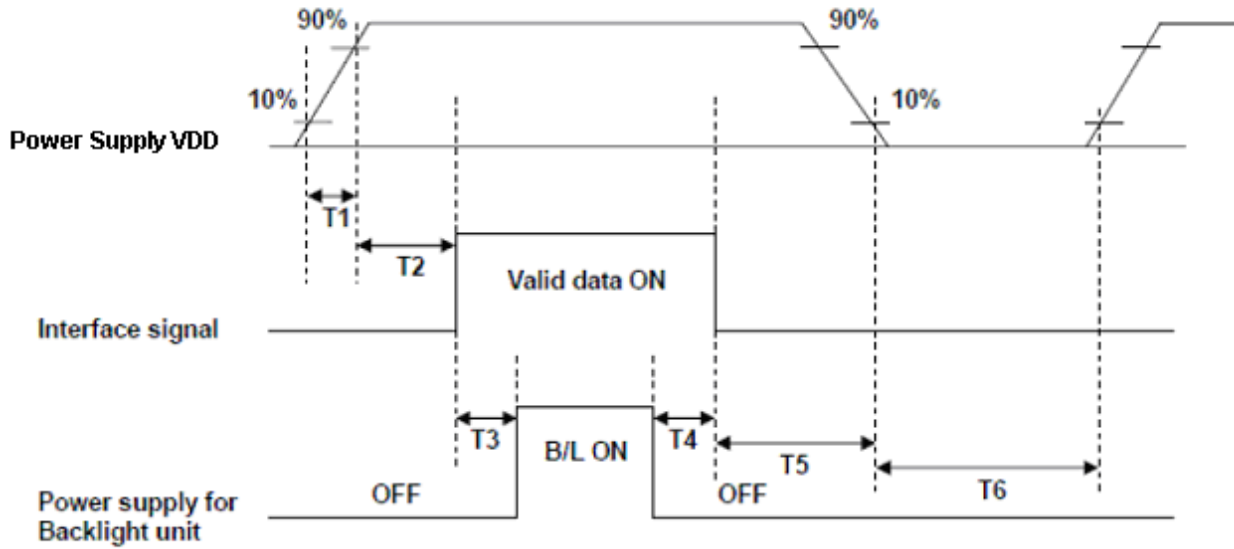 90%
90%
10%
10%
Power Supply VDD
T1
T2
Valid data ON
Interface signal
T3
T4
B/L ON
T5
T6
OFF
OFF
Power supply for
Backlight unit